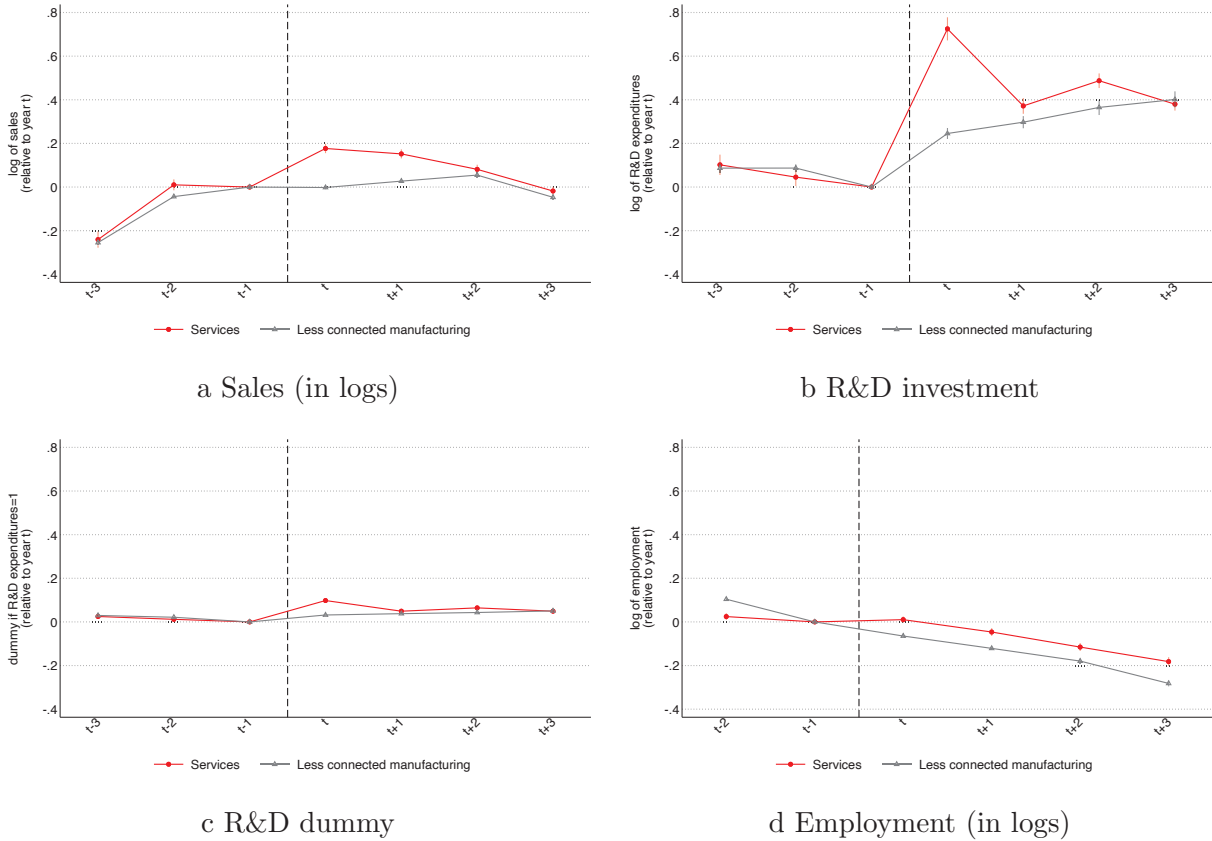 .8
.6
.4
.2
0
-.2
-.4
log of sales
(relative to year t)
t-3
t-2
t-1
t
t+1
t+2
t+3
Services
Less connected manufacturing
a Sales (in logs)
.8
.6
.4
.2
0
-.2
-.4
log of R&D expenditures
(relative to year t)
t-3
t-2
t-1
t
t+1
t+2
t+3
Services
Less connected manufacturing
b R&D investment
.8
.6
.4
.2
0
-.2
-.4
dummy if R&D expenditures=1
(relative to year t)
t-3
t-2
t-1
t
t+1
t+2
t+3
Services
Less connected manufacturing
c R&D dummy
.8
.6
.4
.2
0
-.2
-.4
log of employment
(relative to year t)
t-2
t-1
t
t+1
t+2
t+3
Services
Less connected manufacturing
d Employment (in logs)